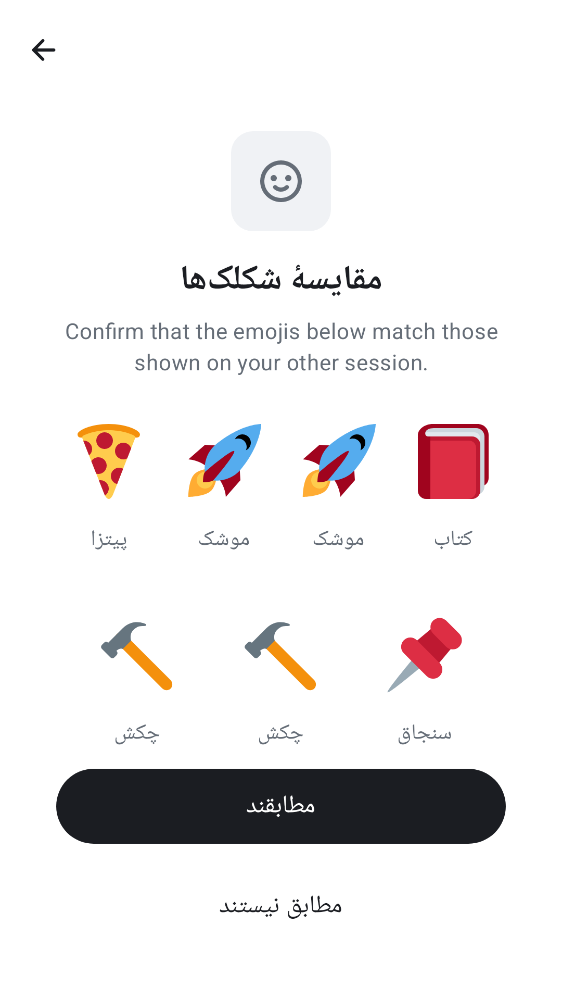 مقایسهٔ شکلک‌ها
Confirm that the emojis below match those
shown on your other session.
پیتزا موشک موشک کتاب
چکش چکش سنجاق
مطابقند
مطابق نیستند